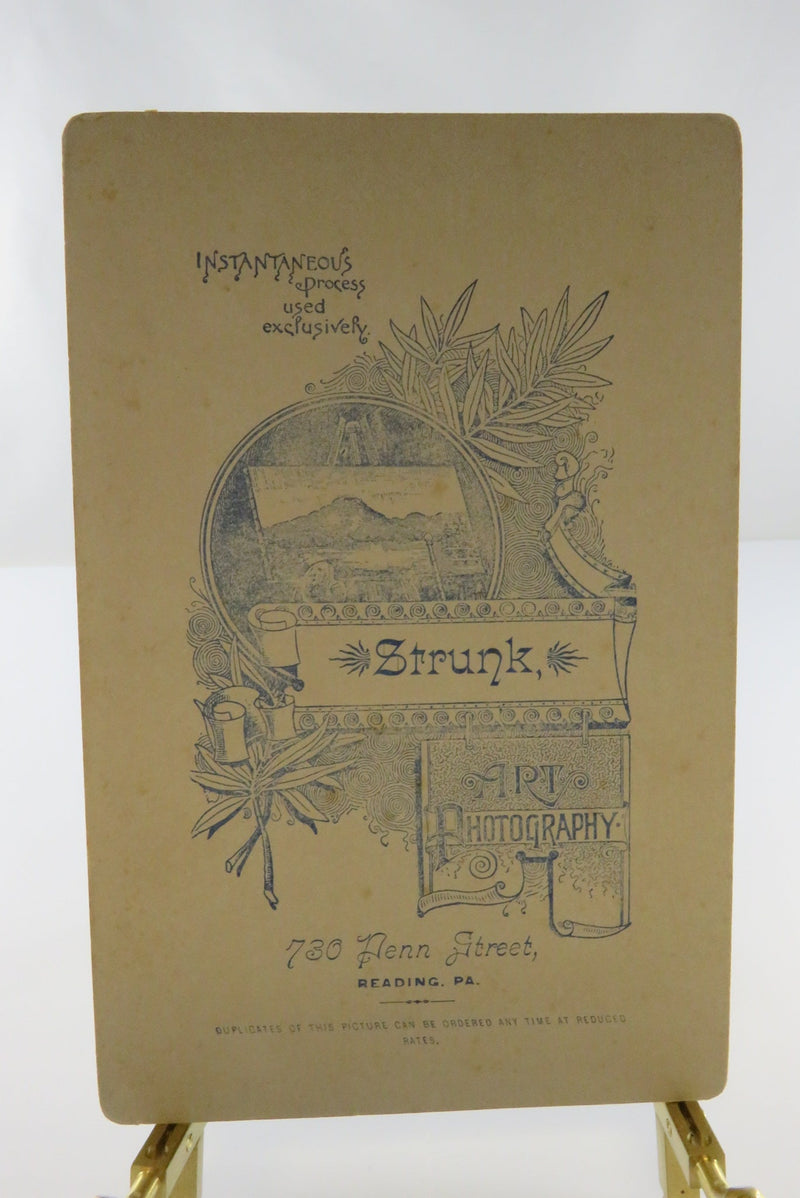 INSTANTANEOUS
Process
used
exclusively.
Strunk,
ART
PHOTOGRAPHY.
730 Penn Street,
READING, PA.
DUPLICATES OF THIS PICTURE CAN BE ORDERED ANY TIME AT REDUCED
RATES.